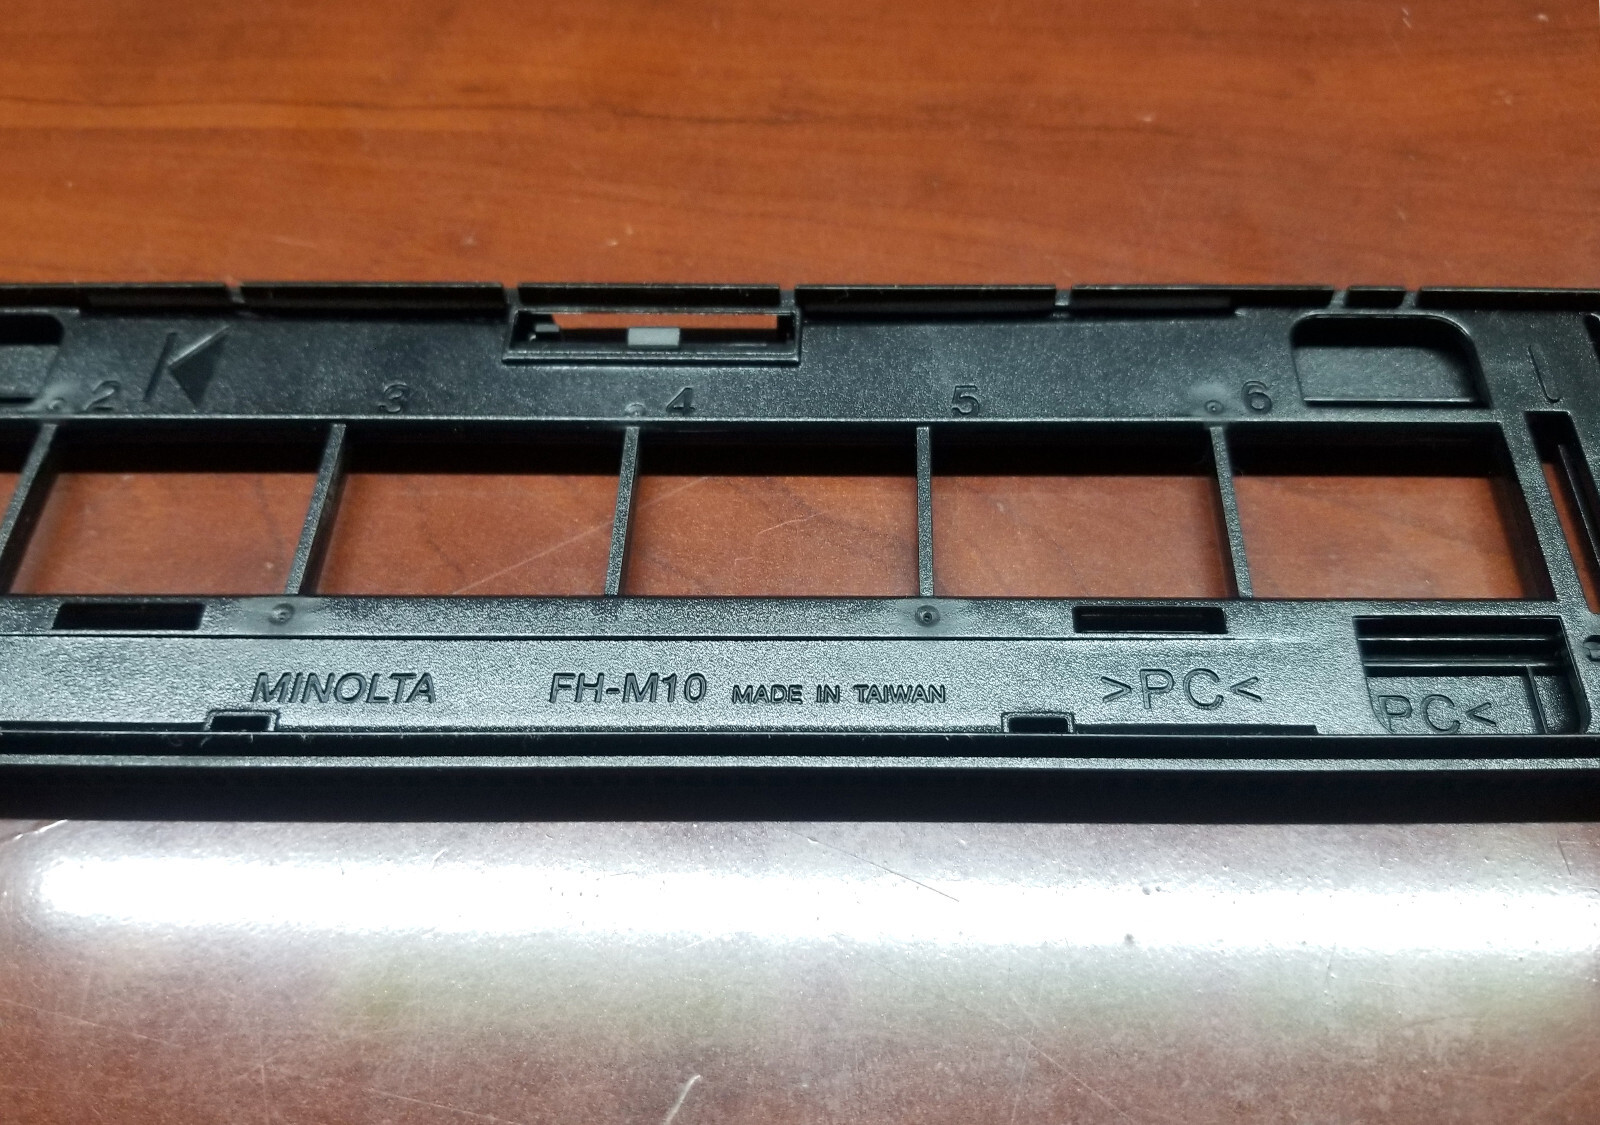 2 3 4 5 6
MINOLTA FH-M10 MADE IN TAIWAN >PC<
PC<